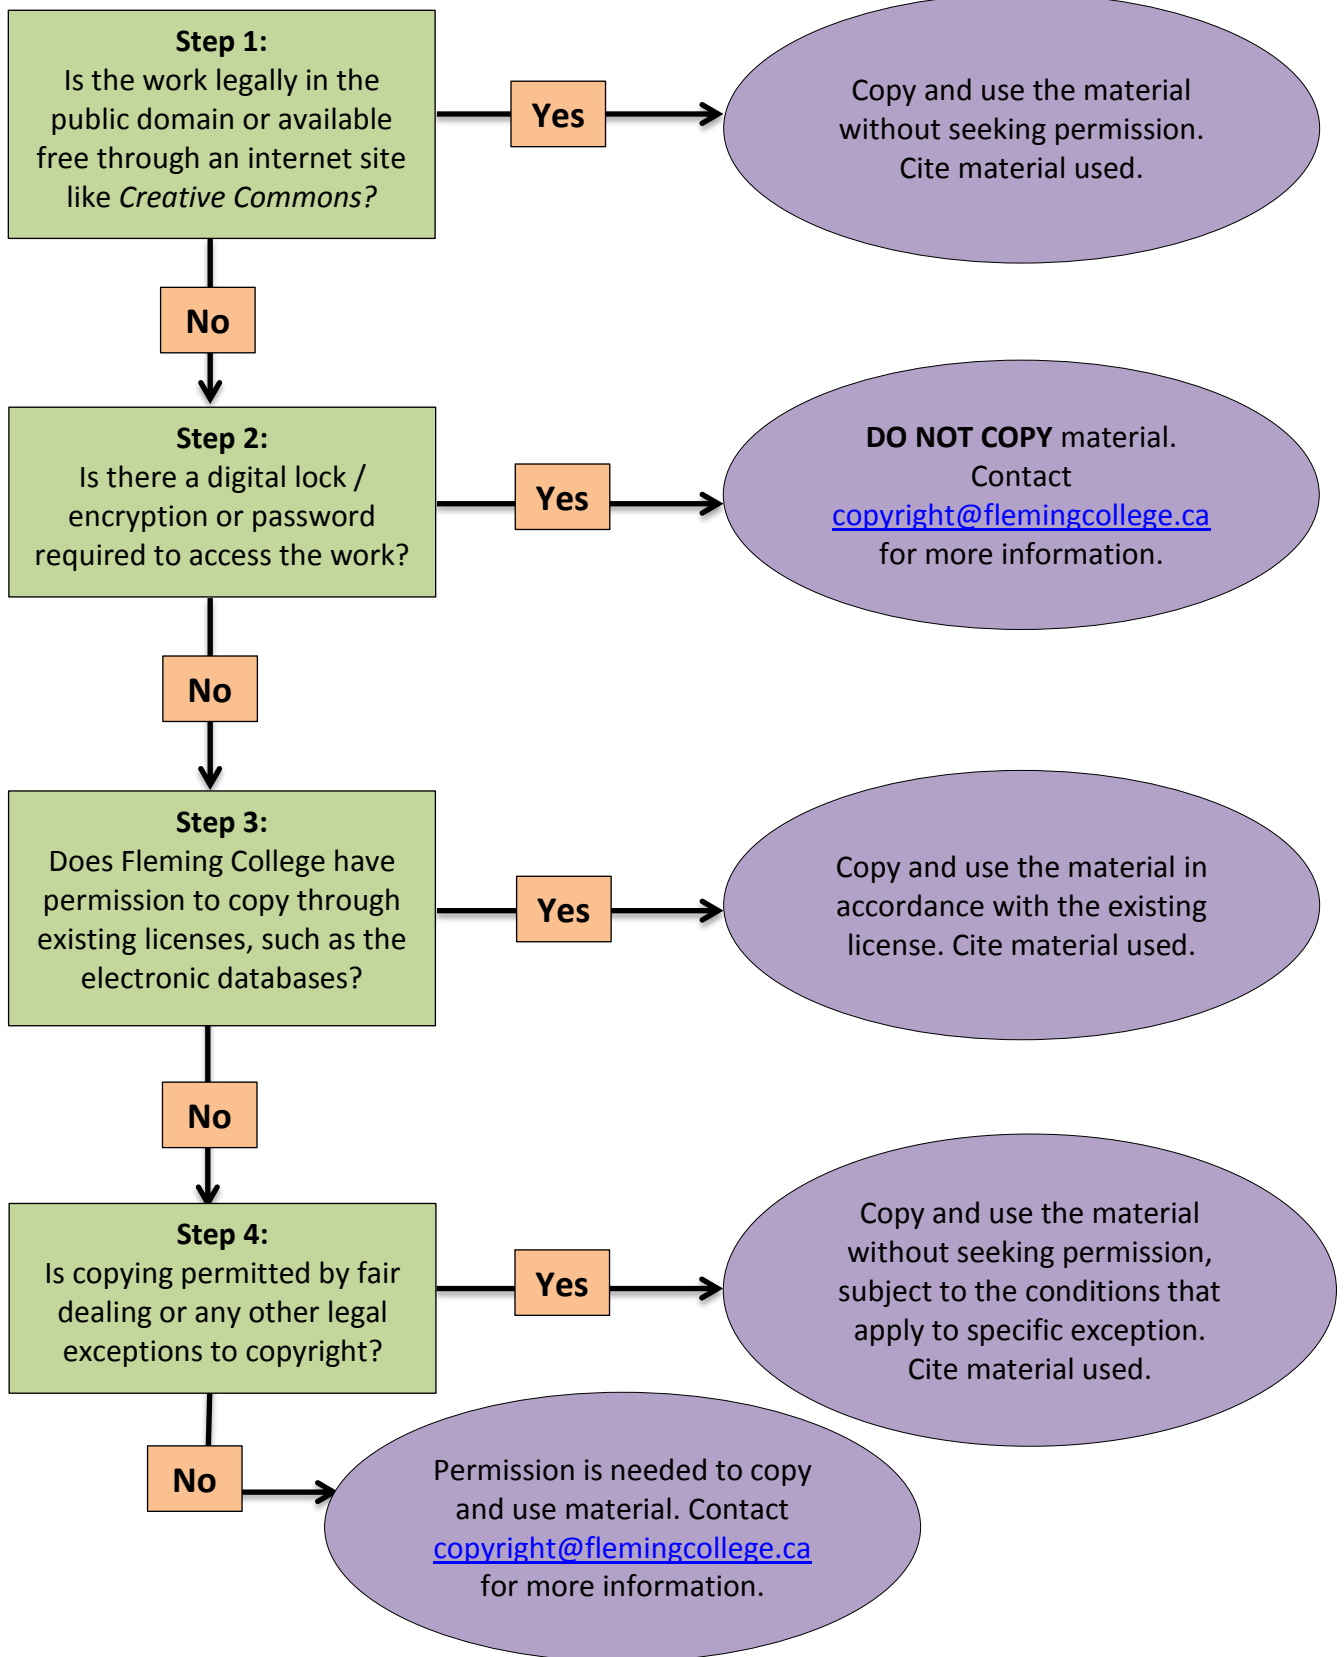 Step 1:
Is the work legally in the
public domain or available
free through an internet site
like Creative Commons?
Yes
Copy and use the material
without seeking permission.
Cite material used.
No
Step 2:
Is there a digital lock /
encryption or password
required to access the work?
Yes
DO NOT COPY material.
Contact
copyright@flemingcollege.ca
for more information.
No
Step 3:
Does Fleming College have
permission to copy through
existing licenses, such as the
electronic databases?
Yes
Copy and use the material in
accordance with the existing
license. Cite material used.
No
Step 4:
Is copying permitted by fair
dealing or any other legal
exceptions to copyright?
Yes
Copy and use the material
without seeking permission,
subject to the conditions that
apply to specific exception.
Cite material used.
No
Permission is needed to copy
and use material. Contact
copyright@flemingcollege.ca
for more information.